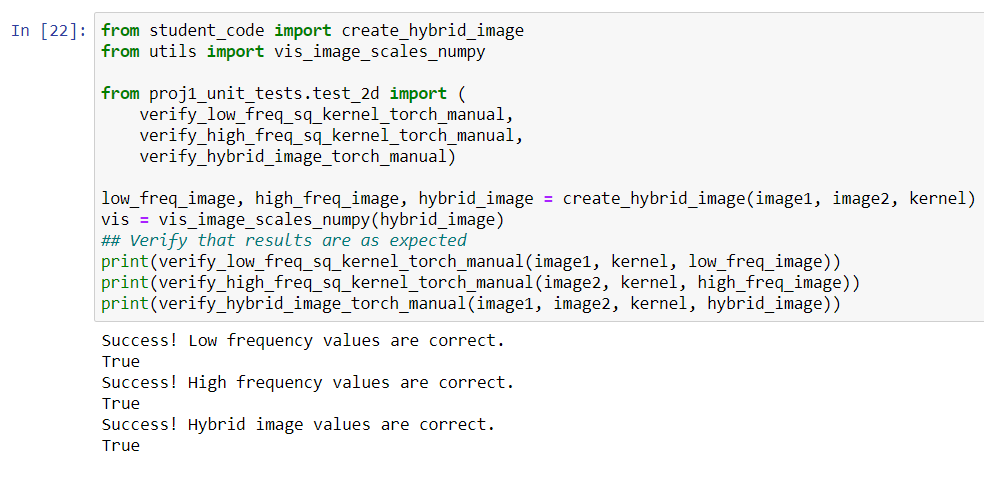 In [22]: from student_code import create_hybrid_image
from utils import vis_image_scales_numpy
from proj1_unit_tests.test_2d import (
    verify_low_freq_sq_kernel_torch_manual,
    verify_high_freq_sq_kernel_torch_manual,
    verify_hybrid_image_torch_manual)
low_freq_image, high_freq_image, hybrid_image = create_hybrid_image(image1, image2, kernel)
vis = vis_image_scales_numpy(hybrid_image)
## Verify that results are as expected
print(verify_low_freq_sq_kernel_torch_manual(image1, kernel, low_freq_image))
print(verify_high_freq_sq_kernel_torch_manual(image2, kernel, high_freq_image))
print(verify_hybrid_image_torch_manual(image1, image2, kernel, hybrid_image))
Success! Low frequency values are correct.
True
Success! High frequency values are correct.
True
Success! Hybrid image values are correct.
True